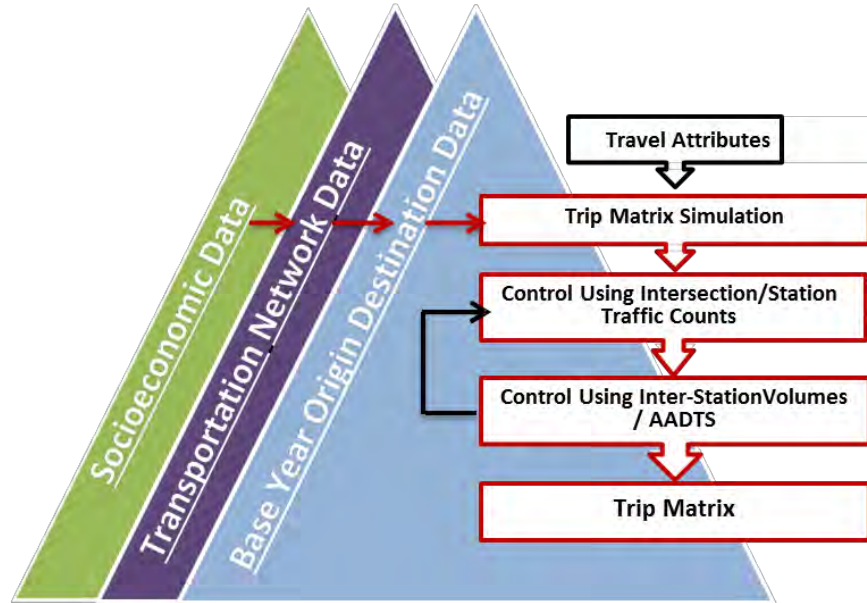 Socioeconomic Data
Transportation Network Data
Base Year Origin Destination Data
Travel Attributes
Trip Matrix Simulation
Control Using Intersection/Station
Traffic Counts
Control Using Inter-StationVolumes
/ AADTS
Trip Matrix